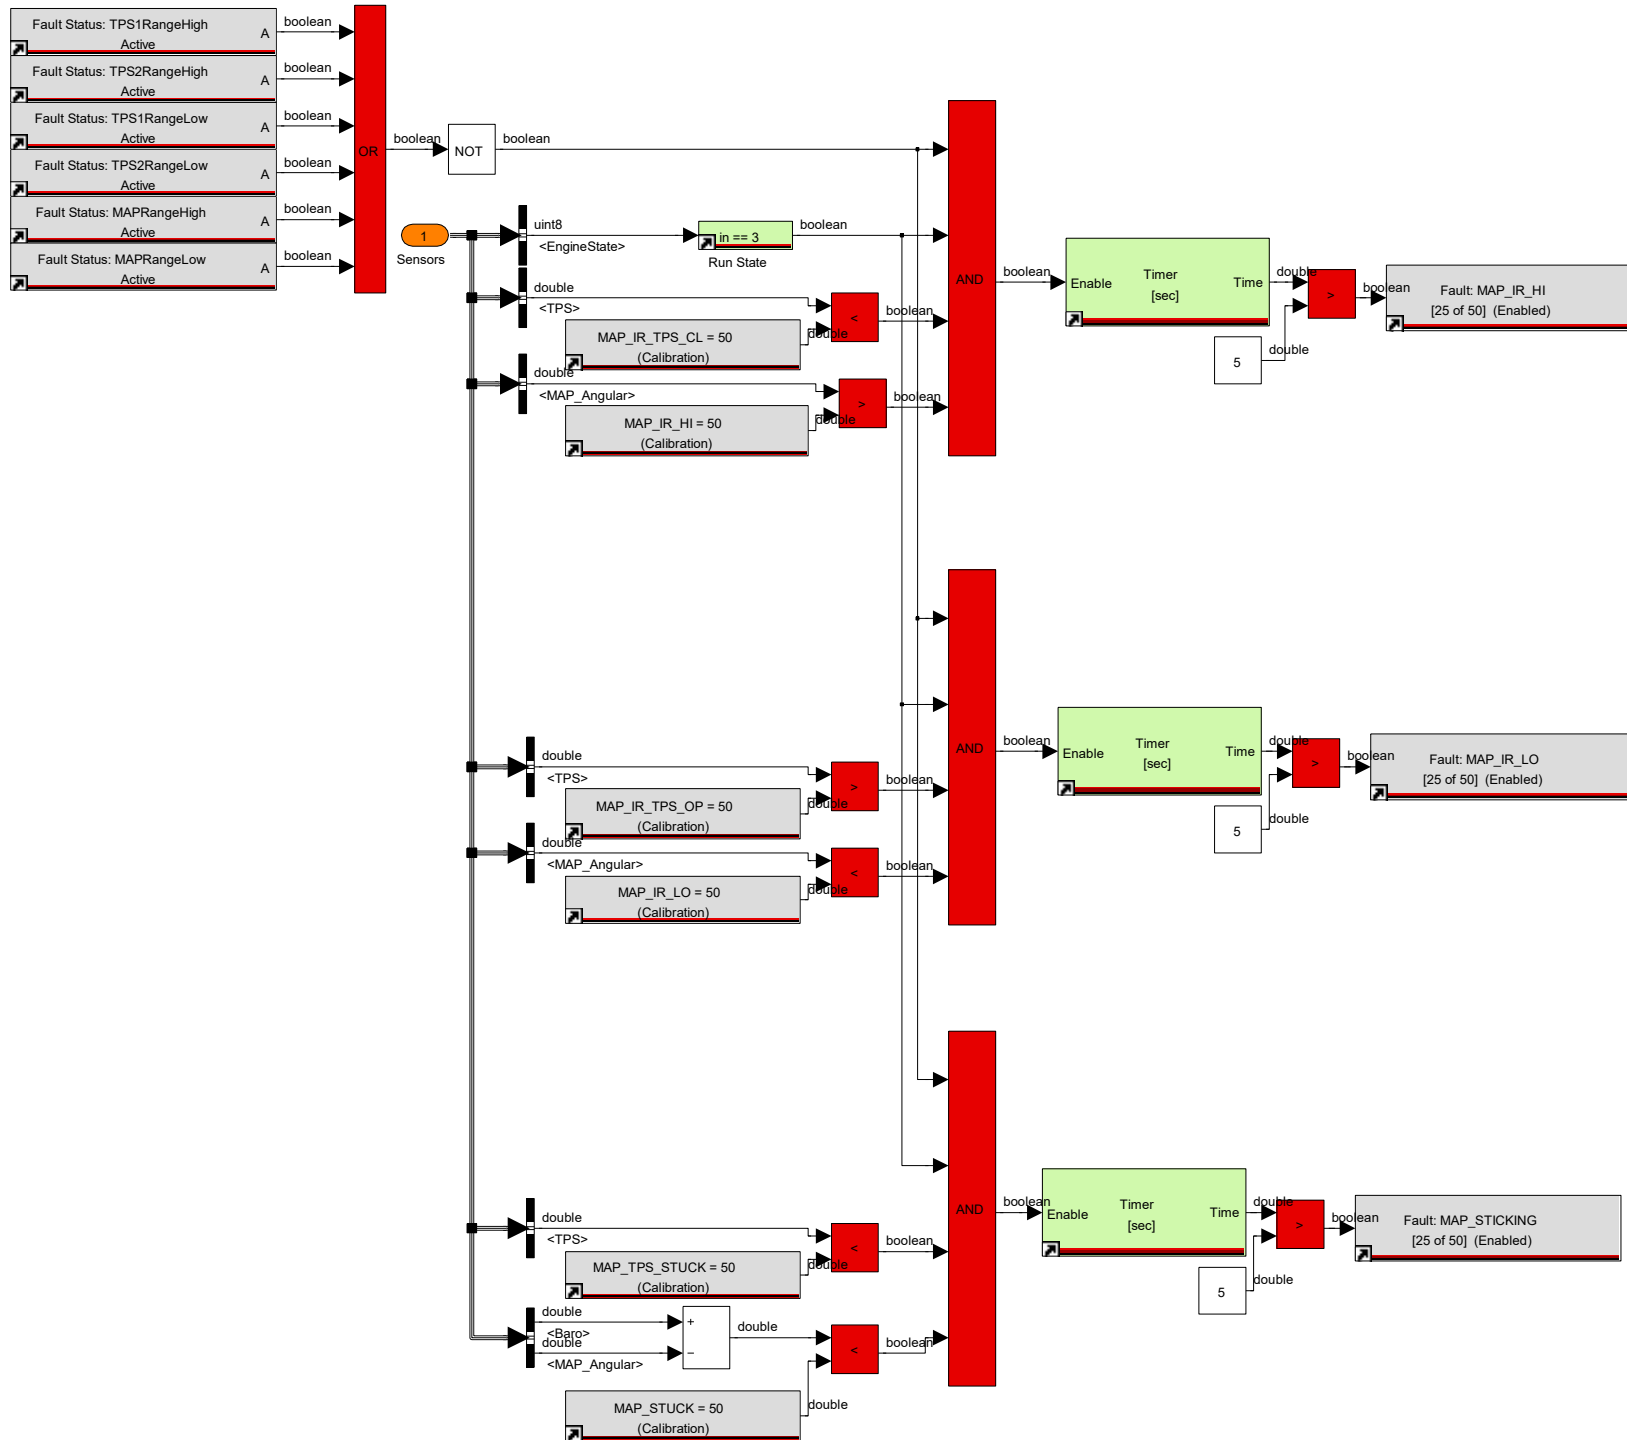 Fault Status: TPS1RangeHigh
Active
A
boolean
Fault Status: TPS2RangeHigh
Active
A
boolean
Fault Status: TPS1RangeLow
Active
A
boolean
Fault Status: TPS2RangeLow
Active
A
boolean
Fault Status: MAPRangeHigh
Active
A
boolean
Fault Status: MAPRangeLow
Active
A
boolean
OR
boolean
NOT
boolean
1
Sensors
uint8
<EngineState>
in == 3
Run State
boolean
double
<TPS>
MAP_IR_TPS_CL = 50
(Calibration)
double
<
boolean
double
<MAP_Angular>
MAP_IR_HI = 50
(Calibration)
double
>
boolean
AND
boolean
Enable
Timer
[sec]
Time
double
5
double
>
boolean
Fault: MAP_IR_HI
[25 of 50] (Enabled)
double
<TPS>
MAP_IR_TPS_OP = 50
(Calibration)
double
>
boolean
double
<MAP_Angular>
MAP_IR_LO = 50
(Calibration)
double
<
boolean
AND
boolean
Enable
Timer
[sec]
Time
double
5
double
>
boolean
Fault: MAP_IR_LO
[25 of 50] (Enabled)
double
<TPS>
MAP_TPS_STUCK = 50
(Calibration)
double
<
boolean
double
<Baro>
double
<MAP_Angular>
+
−
double
MAP_STUCK = 50
(Calibration)
double
<
boolean
AND
boolean
Enable
Timer
[sec]
Time
double
5
double
>
boolean
Fault: MAP_STICKING
[25 of 50] (Enabled)